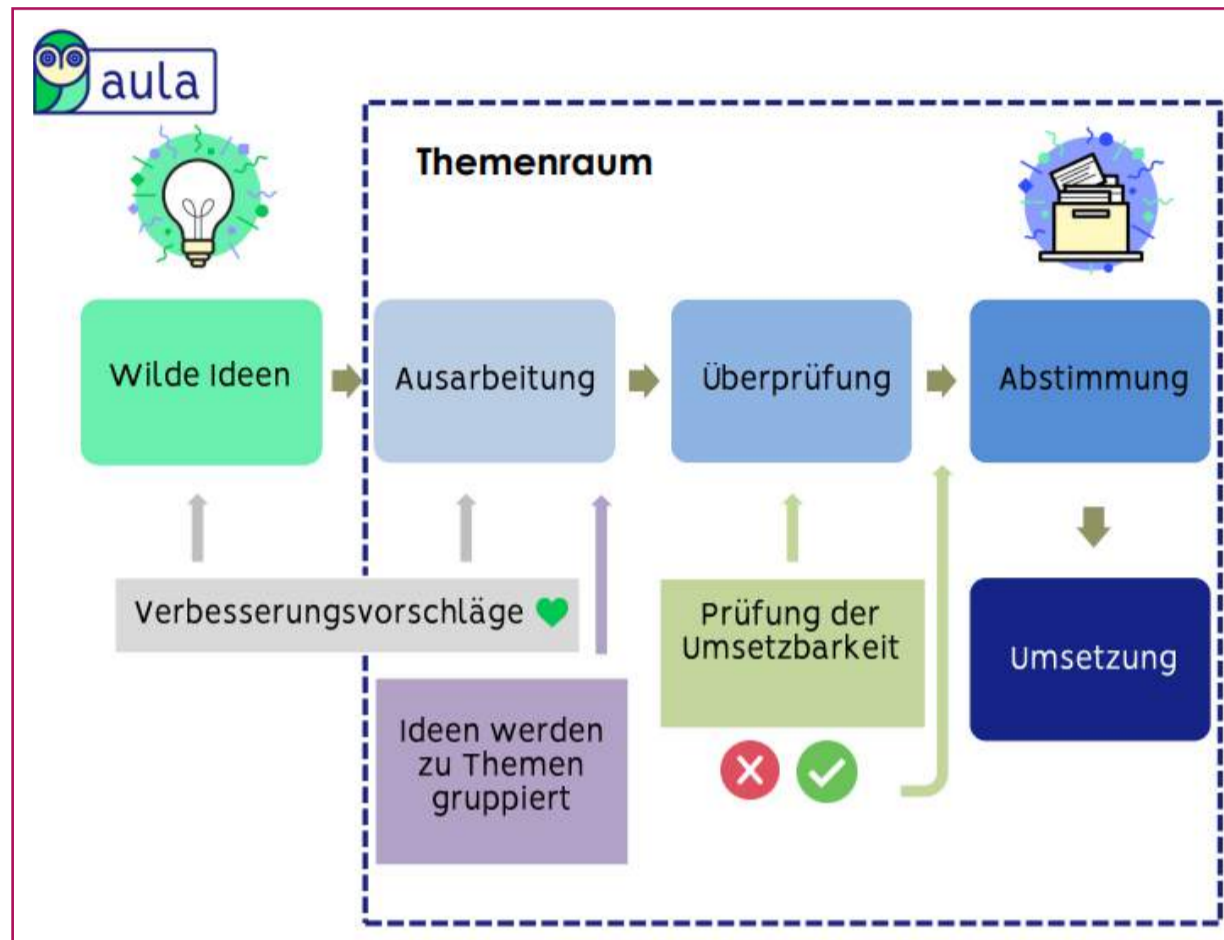 aula
Themenraum
Wilde Ideen
Ausarbeitung
Überprüfung
Abstimmung
Verbesserungsvorschläge
Ideen werden
zu Themen
gruppiert
Prüfung der
Umsetzbarkeit
Umsetzung